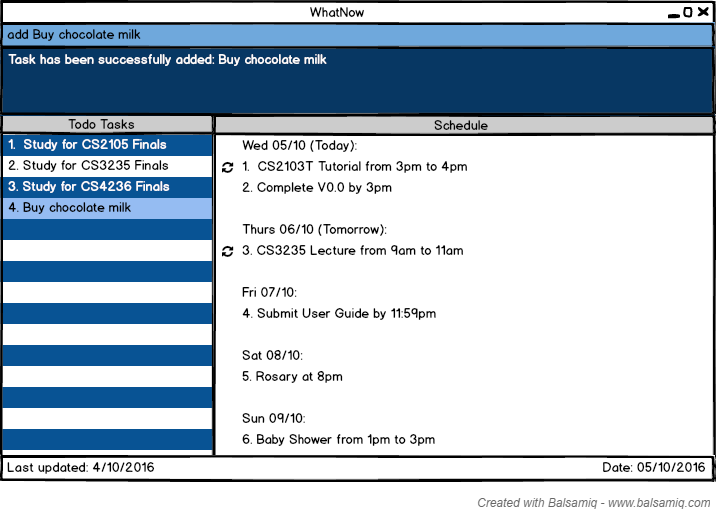 WhatNow
add Buy chocolate milk
Task has been successfully added: Buy chocolate milk
Todo Tasks
1. Study for CS2105 Finals
2. Study for CS3235 Finals
3. Study for CS4236 Finals
4. Buy chocolate milk
Schedule
Wed 05/10 (Today):
1. CS2103T Tutorial from 3pm to 4pm
2. Complete V0.0 by 3pm
Thurs 06/10 (Tomorrow):
3. CS3235 Lecture from 9am to 11am
Fri 07/10:
4. Submit User Guide by 11:59pm
Sat 08/10:
5. Rosary at 8pm
Sun 09/10:
6. Baby Shower from 1pm to 3pm
Last updated: 4/10/2016
Date: 05/10/2016
Created with Balsamiq - www.balsamiq.com